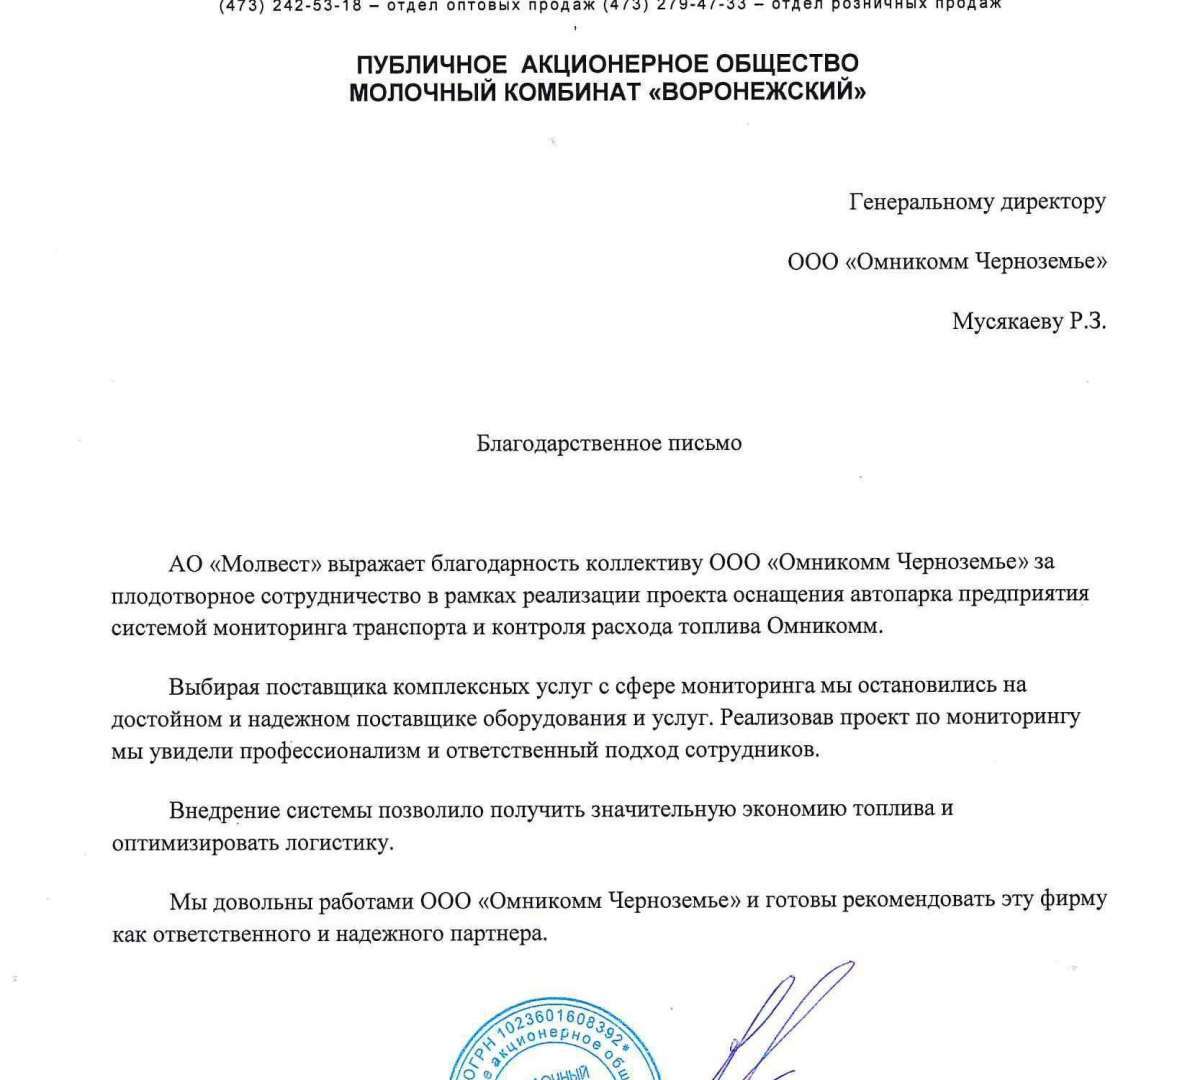 (473) 242-53-18 – отдел оптовых продаж (473) 279-47-33 – отдел розничных продаж
ПУБЛИЧНОЕ АКЦИОНЕРНОЕ ОБЩЕСТВО
МОЛОЧНЫЙ КОМБИНАТ «ВОРОНЕЖСКИЙ»
Генеральному директору
ООО «Омникомм Черноземье»
Мусякаеву Р.З.
Благодарственное письмо
АО «Молвест» выражает благодарность коллективу ООО «Омникомм Черноземье» за
плодотворное сотрудничество в рамках реализации проекта оснащения автопарка предприятия
системой мониторинга транспорта и контроля расхода топлива Омникомм.
Выбирая поставщика комплексных услуг с сфере мониторинга мы остановились на
достойном и надежном поставщике оборудования и услуг. Реализовав проект по мониторингу
мы увидели профессионализм и ответственный подход сотрудников.
Внедрение системы позволило получить значительную экономию топлива и
оптимизировать логистику.
Мы довольны работами ООО «Омникомм Черноземье» и готовы рекомендовать эту фирму
как ответственного и надежного партнера.
ОГРН 1023601608392*
акционерное